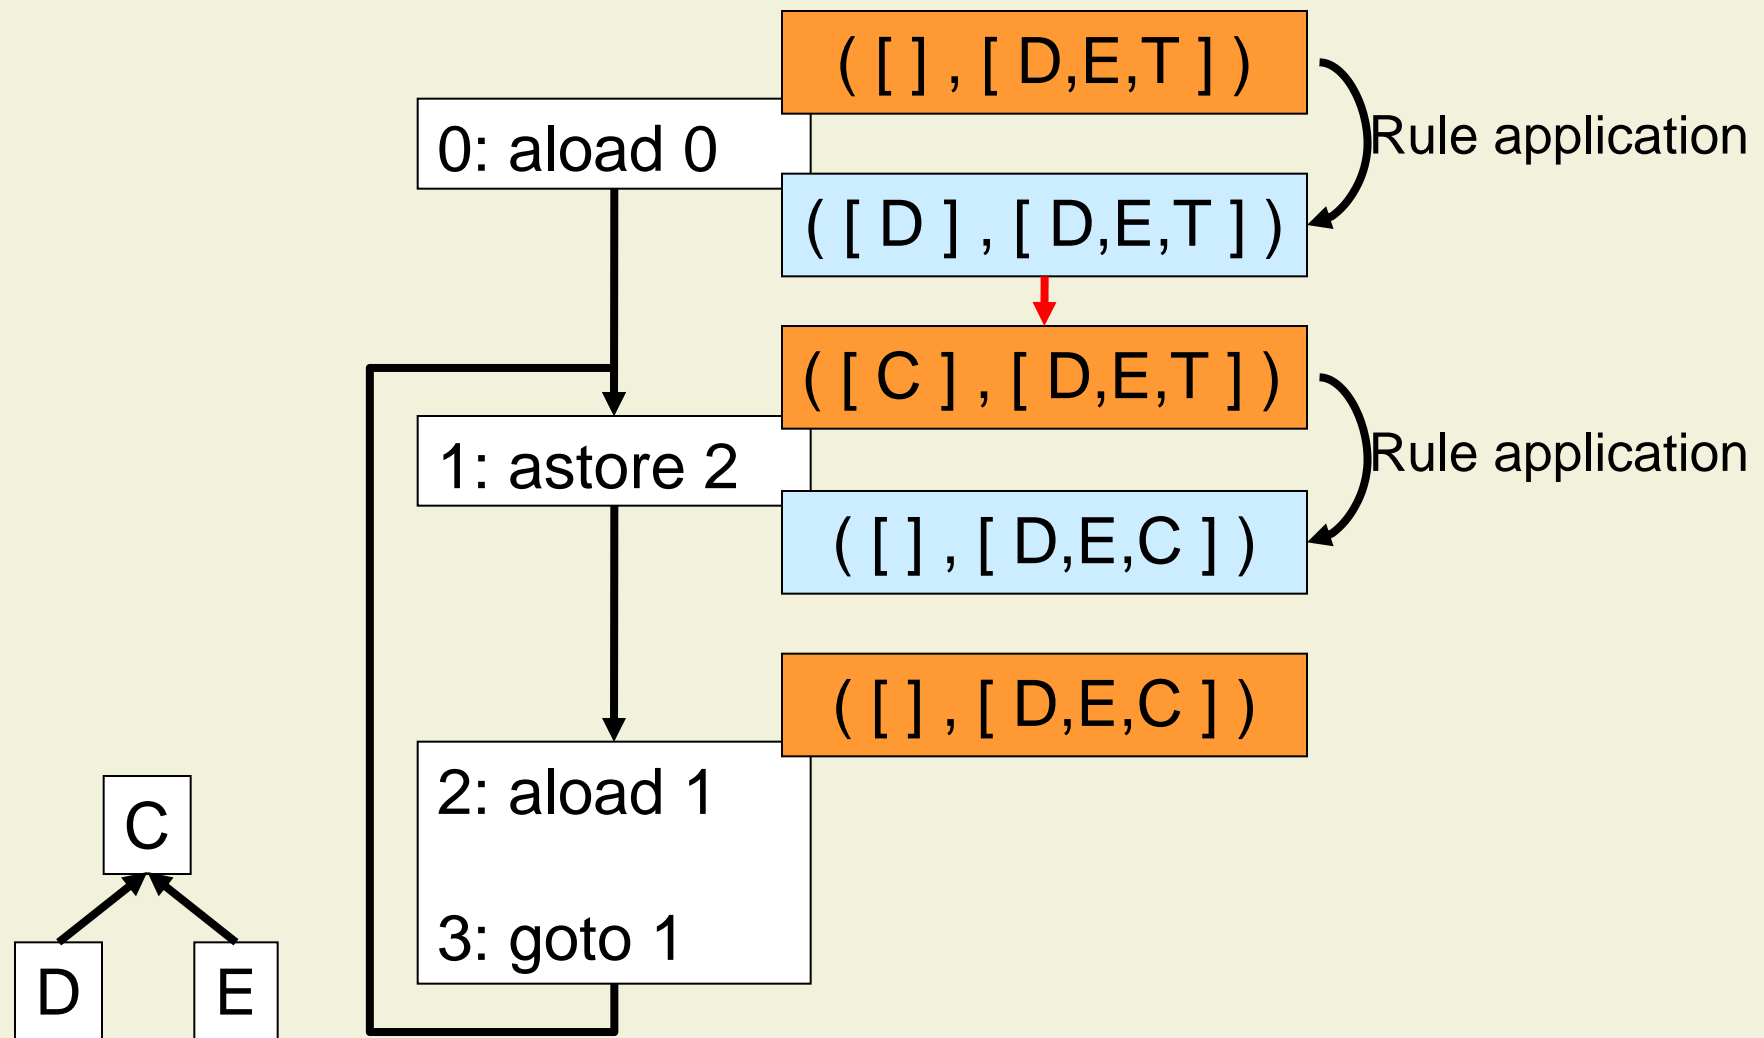 ( [ ] , [ D,E,T ] )
0: aload 0
Rule application
( [ D ] , [ D,E,T ] )
( [ C ] , [ D,E,T ] )
1: astore 2
Rule application
( [ ] , [ D,E,C ] )
( [ ] , [ D,E,C ] )
2: aload 1
3: goto 1
C
D
E